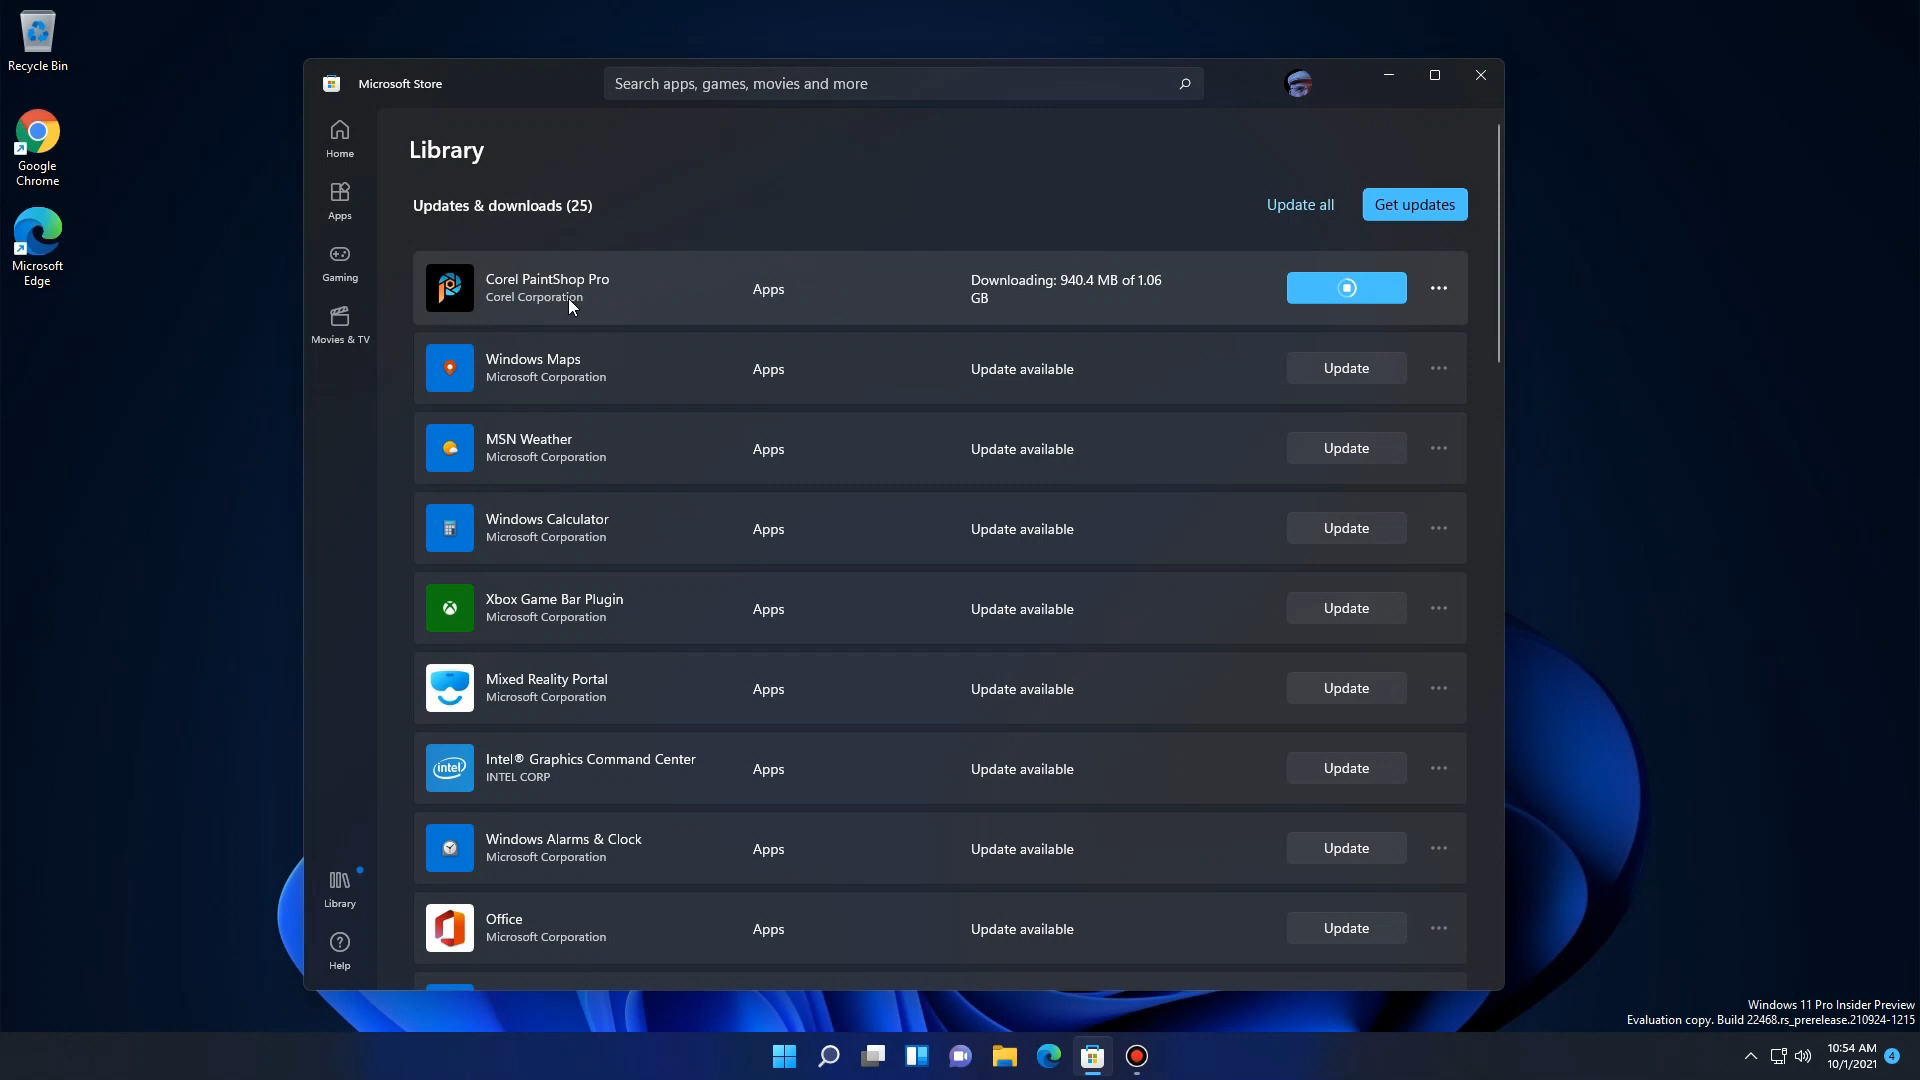 Recycle Bin
Google
Chrome
Microsoft
Edge
Microsoft Store
Search apps, games, movies and more
Home
Apps
Gaming
Movies & TV
Library
Help
Library
Updates & downloads (25)
Update all
Get updates
Corel PaintShop Pro
Corel Corporation
Apps
Downloading: 940.4 MB of 1.06
GB
Windows Maps
Microsoft Corporation
Apps
Update available
Update
MSN Weather
Microsoft Corporation
Apps
Update available
Update
Windows Calculator
Microsoft Corporation
Apps
Update available
Update
Xbox Game Bar Plugin
Microsoft Corporation
Apps
Update available
Update
Mixed Reality Portal
Microsoft Corporation
Apps
Update available
Update
intel
Intel® Graphics Command Center
INTEL CORP
Apps
Update available
Update
Windows Alarms & Clock
Microsoft Corporation
Apps
Update available
Update
Office
Microsoft Corporation
Apps
Update available
Update
Windows 11 Pro Insider Preview
Evaluation copy. Build 22468.rs_prerelease.210924-1215
10:54 AM
10/1/2021
4